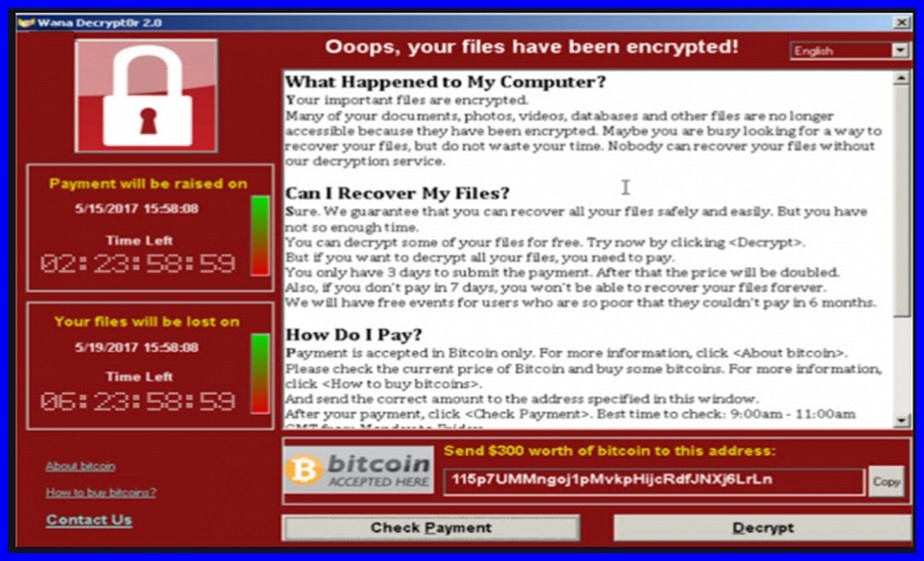 Wana Decrypt0r 2.0
Ooops, your files have been encrypted!
English
What Happened to My Computer?
Your important files are encrypted.
Many of your documents, photos, videos, databases and other files are no longer
accessible because they have been encrypted. Maybe you are busy looking for a way to
recover your files, but do not waste your time. Nobody can recover your files without
our decryption service.
Can I Recover My Files?
Sure. We guarantee that you can recover all your files safely and easily. But you have
not so enough time.
You can decrypt some of your files for free. Try now by clicking <Decrypt>.
But if you want to decrypt all your files, you need to pay.
You only have 3 days to submit the payment. After that the price will be doubled.
Also, if you don't pay in 7 days, you won't be able to recover your files forever.
We will have free events for users who are so poor that they couldn't pay in 6 months.
How Do I Pay?
Payment is accepted in Bitcoin only. For more information, click <About bitcoin>.
Please check the current price of Bitcoin and buy some bitcoins. For more information,
click <How to buy bitcoins>.
And send the correct amount to the address specified in this window.
After your payment, click <Check Payment>. Best time to check: 9:00am - 11:00am
Payment will be raised on
5/15/2017 15:58:08
Time Left
02:23:58:59
Your files will be lost on
5/19/2017 15:58:08
Time Left
06:23:58:59
About bitcoin
How to buy bitcoins?
Contact Us
bitcoin
ACCEPTED HERE
Send $300 worth of bitcoin to this address:
115p7UMMngoj1pMvkpHijcRdfJNXj6LrLn
Copy
Check Payment
Decrypt